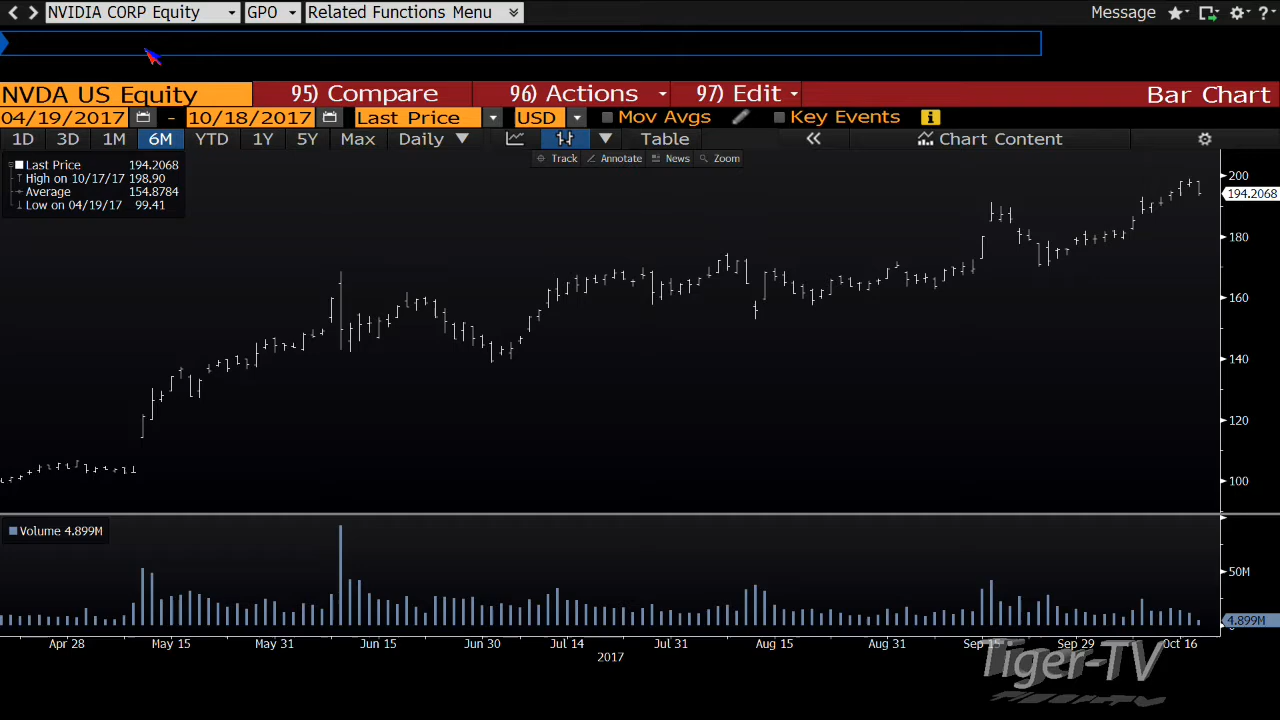 NVIDIA CORP Equity GPO Related Functions Menu Message ?
NVDA US Equity 95) Compare 96) Actions 97) Edit Bar Chart
04/19/2017 - 10/18/2017 Last Price USD Mov Avgs Key Events i
1D 3D 1M 6M YTD 1Y 5Y Max Daily Table « Chart Content
Track Annotate News Zoom
Last Price 194.2068
High on 10/17/17 198.90
Average 154.8784
Low on 04/19/17 99.41
200
194.2068
180
160
140
120
100
Volume 4.899M
50M
4.899M
0
Apr 28 May 15 May 31 Jun 15 Jun 30 Jul 14 Jul 31 Aug 15 Aug 31 Sep 15 Sep 29 Oct 16
2017
Tiger-TV